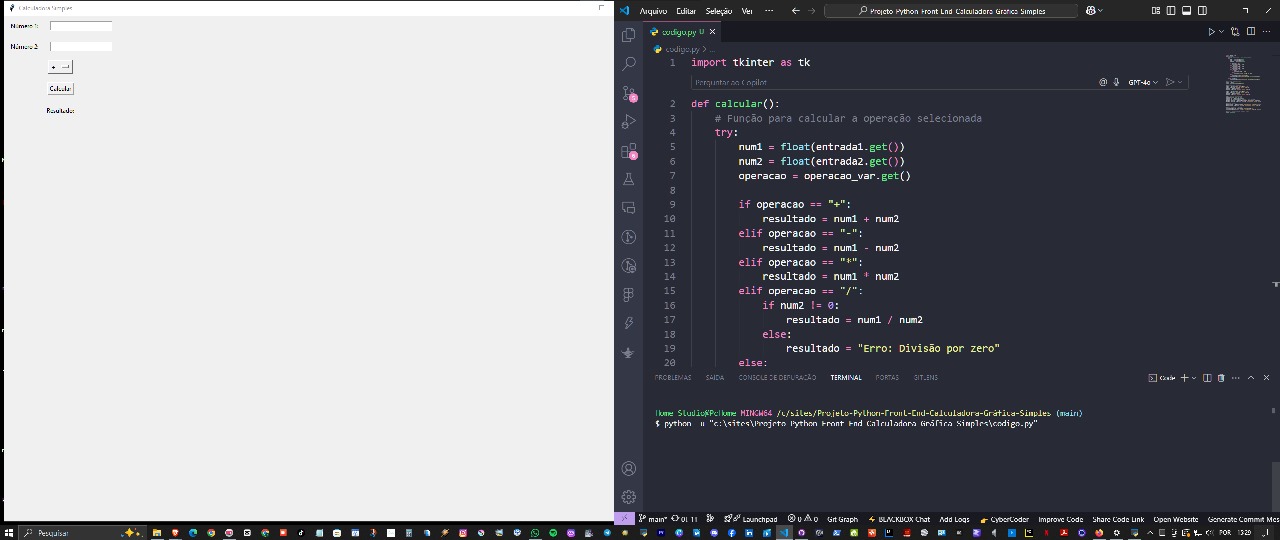 Calculadora Simples
Número 1:
Número 2:
+
Calcular
Resultado:
Arquivo Editar Seleção Ver ···
Projeto-Python-Front-End-Calculadora-Gráfica-Simples
codigo.py U
codigo.py > ...
1 import tkinter as tk
Perguntar ao Copilot
GPT-4o
2 def calcular():
3 # Função para calcular a operação selecionada
4 try:
5 num1 = float(entrada1.get())
6 num2 = float(entrada2.get())
7 operacao = operacao_var.get()
8
9 if operacao == "+":
10 resultado = num1 + num2
11 elif operacao == "-":
12 resultado = num1 - num2
13 elif operacao == "*":
14 resultado = num1 * num2
15 elif operacao == "/":
16 if num2 != 0:
17 resultado = num1 / num2
18 else:
19 resultado = "Erro: Divisão por zero"
20 else:
PROBLEMAS SAÍDA CONSOLE DE DEPURAÇÃO TERMINAL PORTAS GITLENS
Code
Home Studio@PcHome MINGW64 /c/sites/Projeto-Python-Front-End-Calculadora-Gráfica-Simples (main)
$ python -u "c:\sites\Projeto-Python-Front-End-Calculadora-Gráfica-Simples\codigo.py"
main* Launchpad 0 0 Git Graph BLACKBOX Chat Add Logs CyberCoder Improve Code Share Code Link Open Website Generate Commit Mes
Pesquisar
POR 13:29